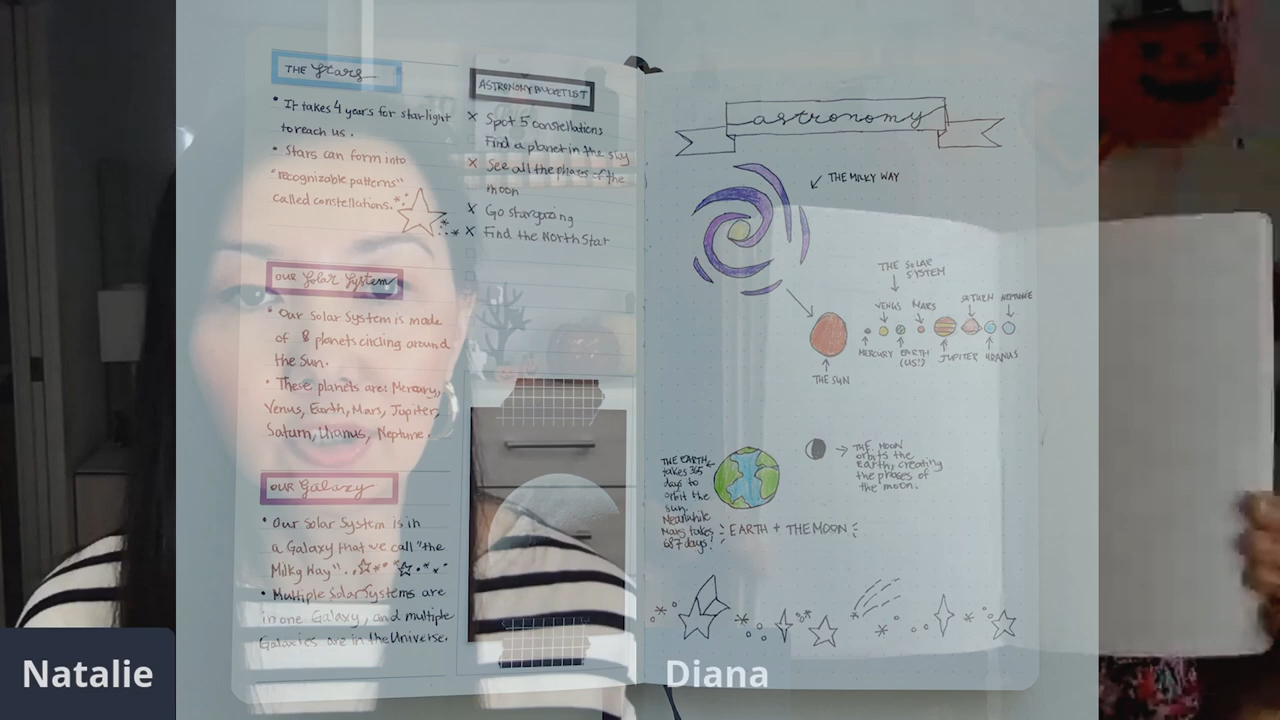 THE Stars
• It takes 4 years for starlight
to reach us.
• Stars can form into
"recognizable patterns"
called constellations.
OUR Solar System
• Our Solar System is made
of 8 planets circling around
the Sun.
• These planets are: Mercury,
Venus, Earth, Mars, Jupiter,
Saturn, Uranus, Neptune.
OUR Galaxy
• Our Solar System is in
a Galaxy that we call "the
Milky Way".
• Multiple Solar Systems are
in one Galaxy, and multiple
Galaxies are in the Universe.
ASTRONOMY BUCKET LIST
X Spot 5 constellations
Find a planet in the sky
X See all the phases of the
moon
X Go stargazing
X Find the North Star
astronomy
THE MILKY WAY
THE SOLAR
SYSTEM
VENUS MARS SATURN NEPTUNE
MERCURY EARTH (US!) JUPITER URANUS
THE SUN
THE EARTH
takes 365
days to
orbit the
sun.
Meanwhile
Mars takes
687 days!
THE MOON
orbits the
Earth, creating
the phases of
the moon.
EARTH + THE MOON
Natalie
Diana